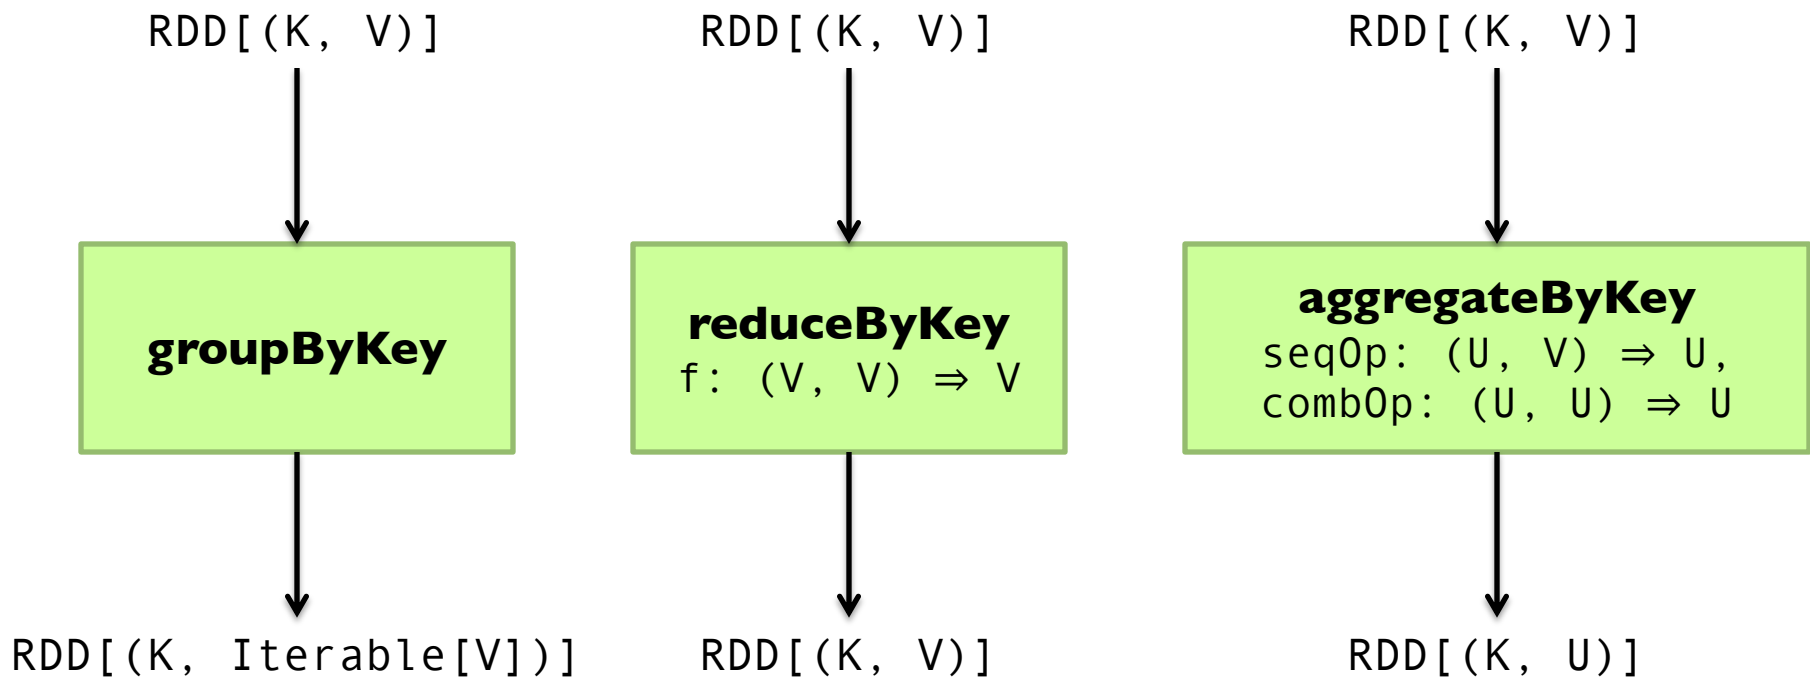 RDD[(K, V)]
groupByKey
RDD[(K, Iterable[V])]
RDD[(K, V)]
reduceByKey
f: (V, V) ⇒ V
RDD[(K, V)]
RDD[(K, V)]
aggregateByKey
seqOp: (U, V) ⇒ U,
combOp: (U, U) ⇒ U
RDD[(K, U)]